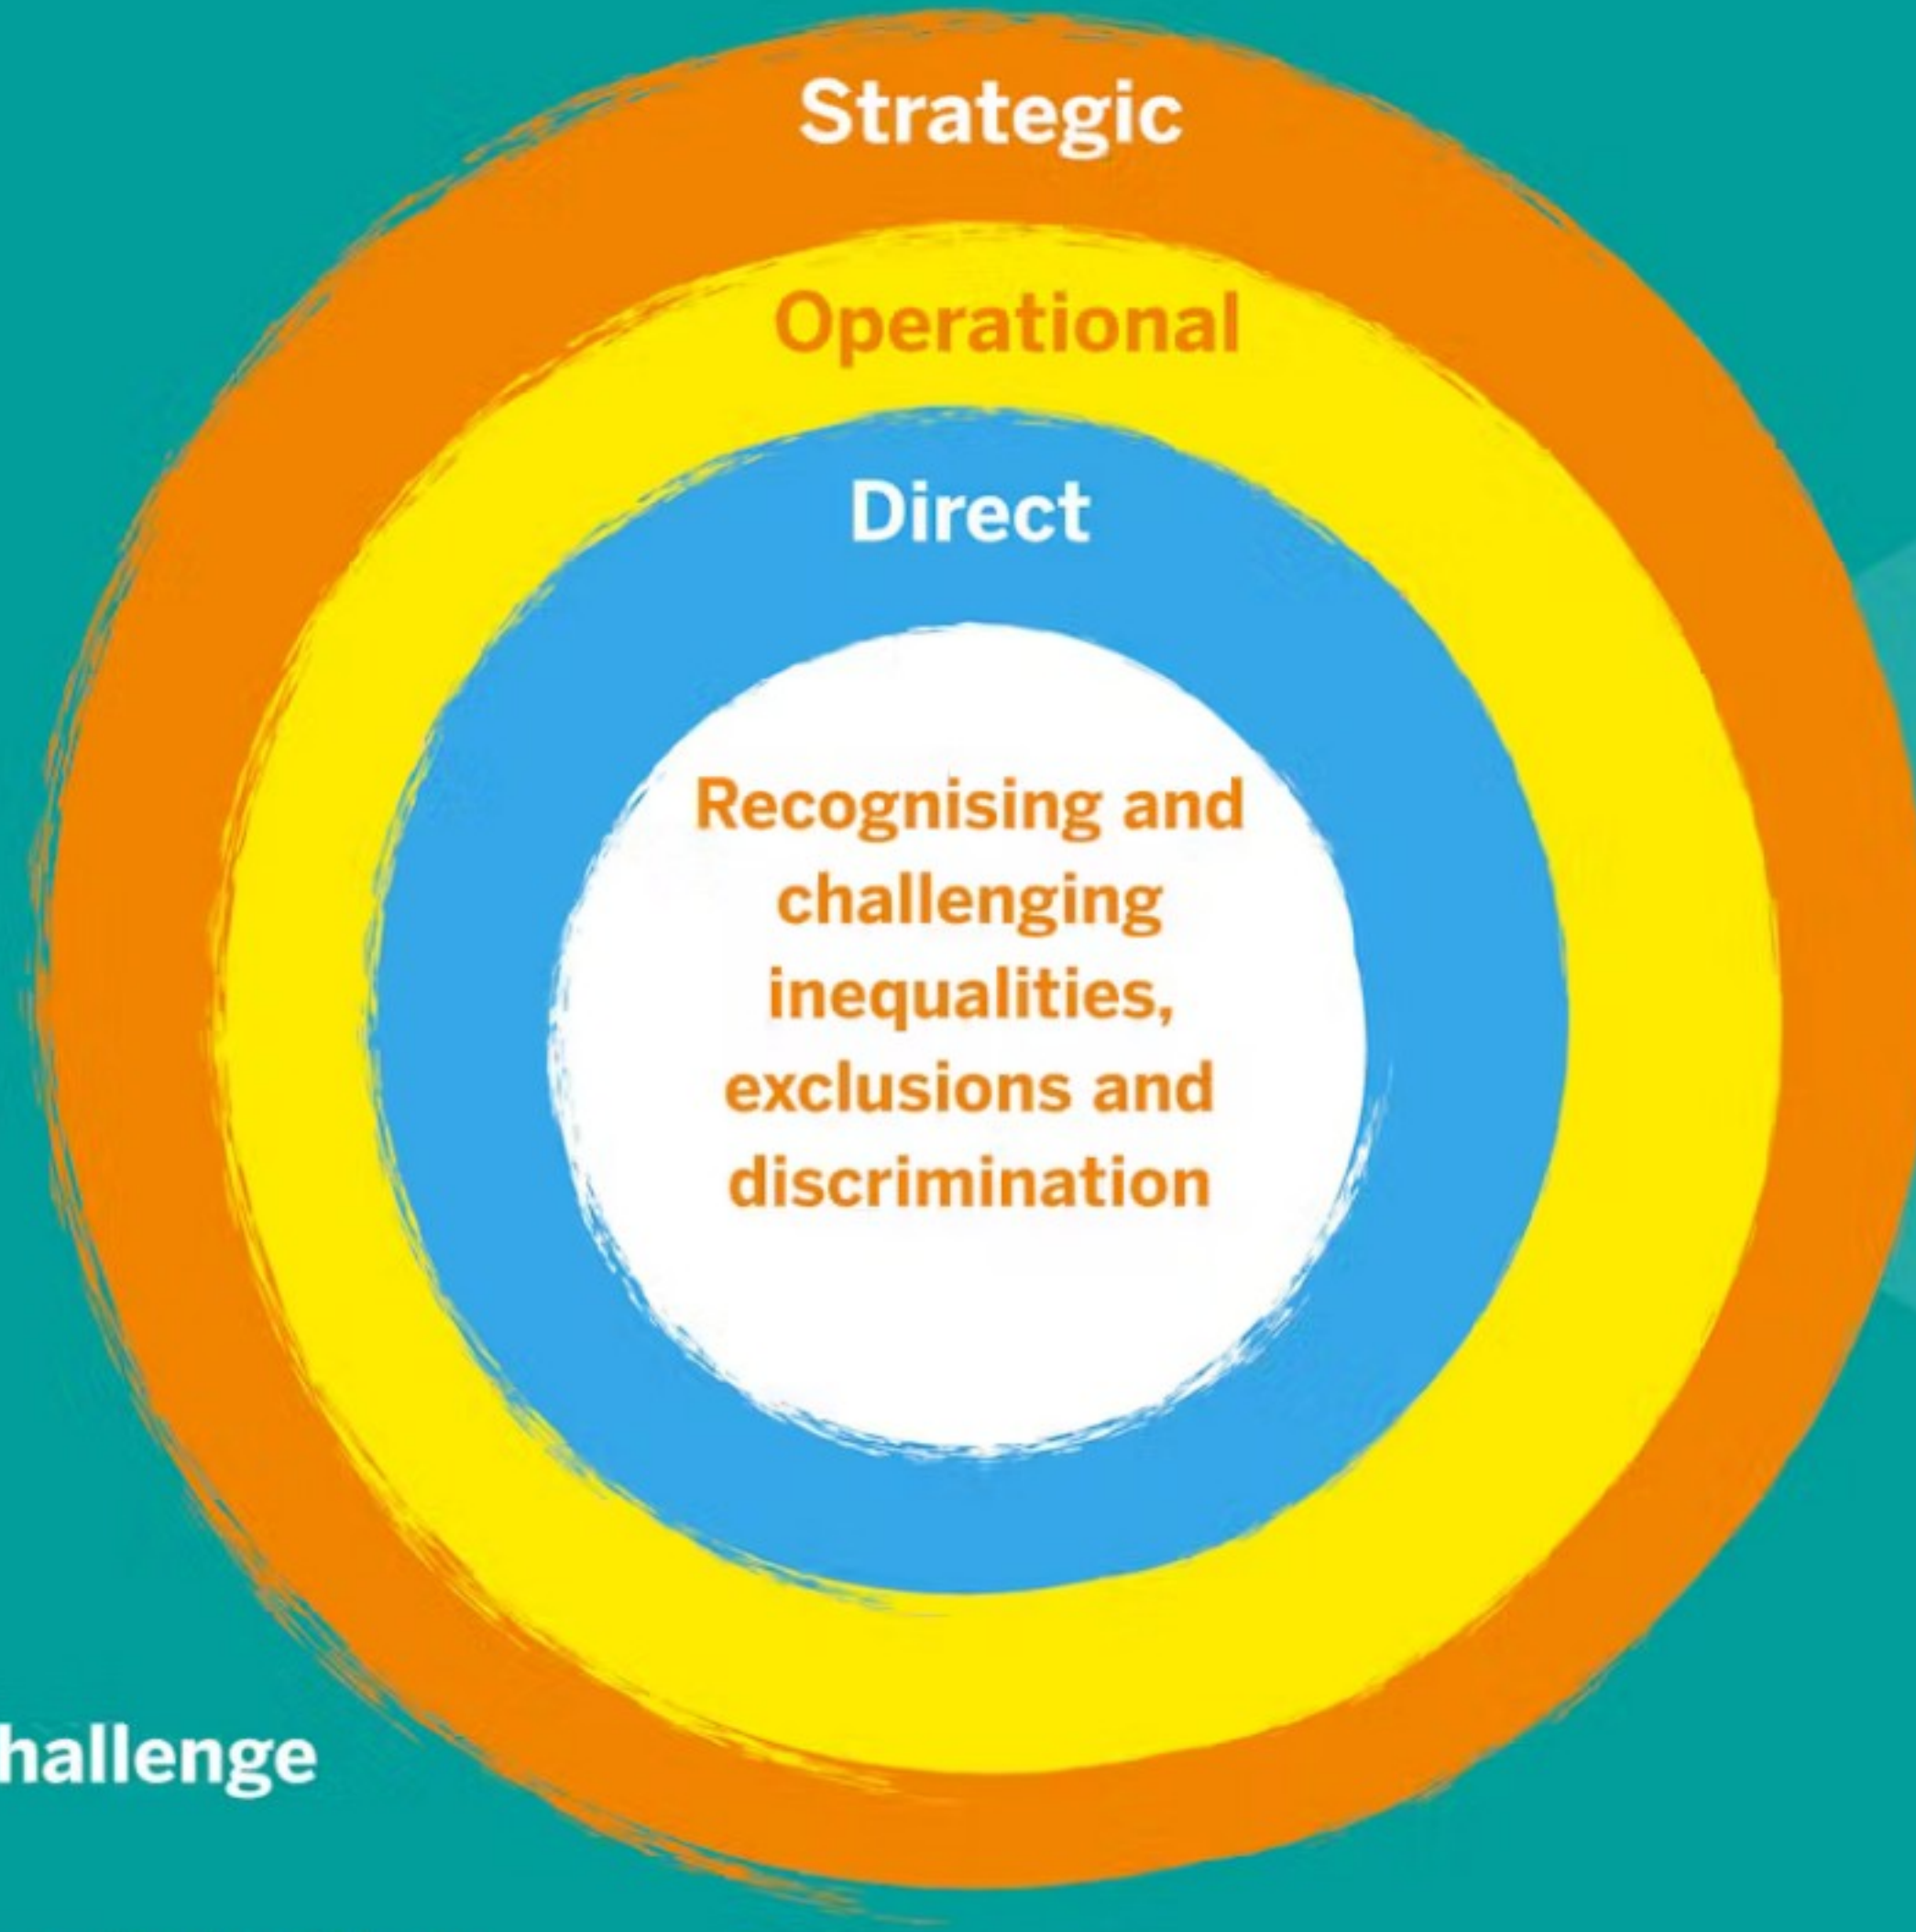 Strategic
Operational
Direct
Recognising and
challenging
inequalities,
exclusions and
discrimination
hallenge